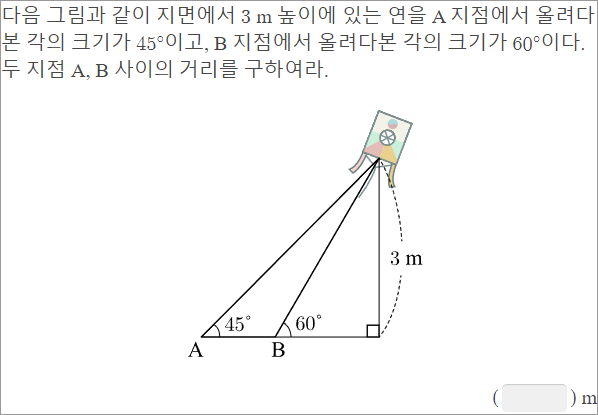 다음 그림과 같이 지면에서 3 m 높이에 있는 연을 A 지점에서 올려다
본 각의 크기가 45°이고, B 지점에서 올려다본 각의 크기가 60°이다.
두 지점 A, B 사이의 거리를 구하여라.
3 m
45° 60°
A B
( ) m